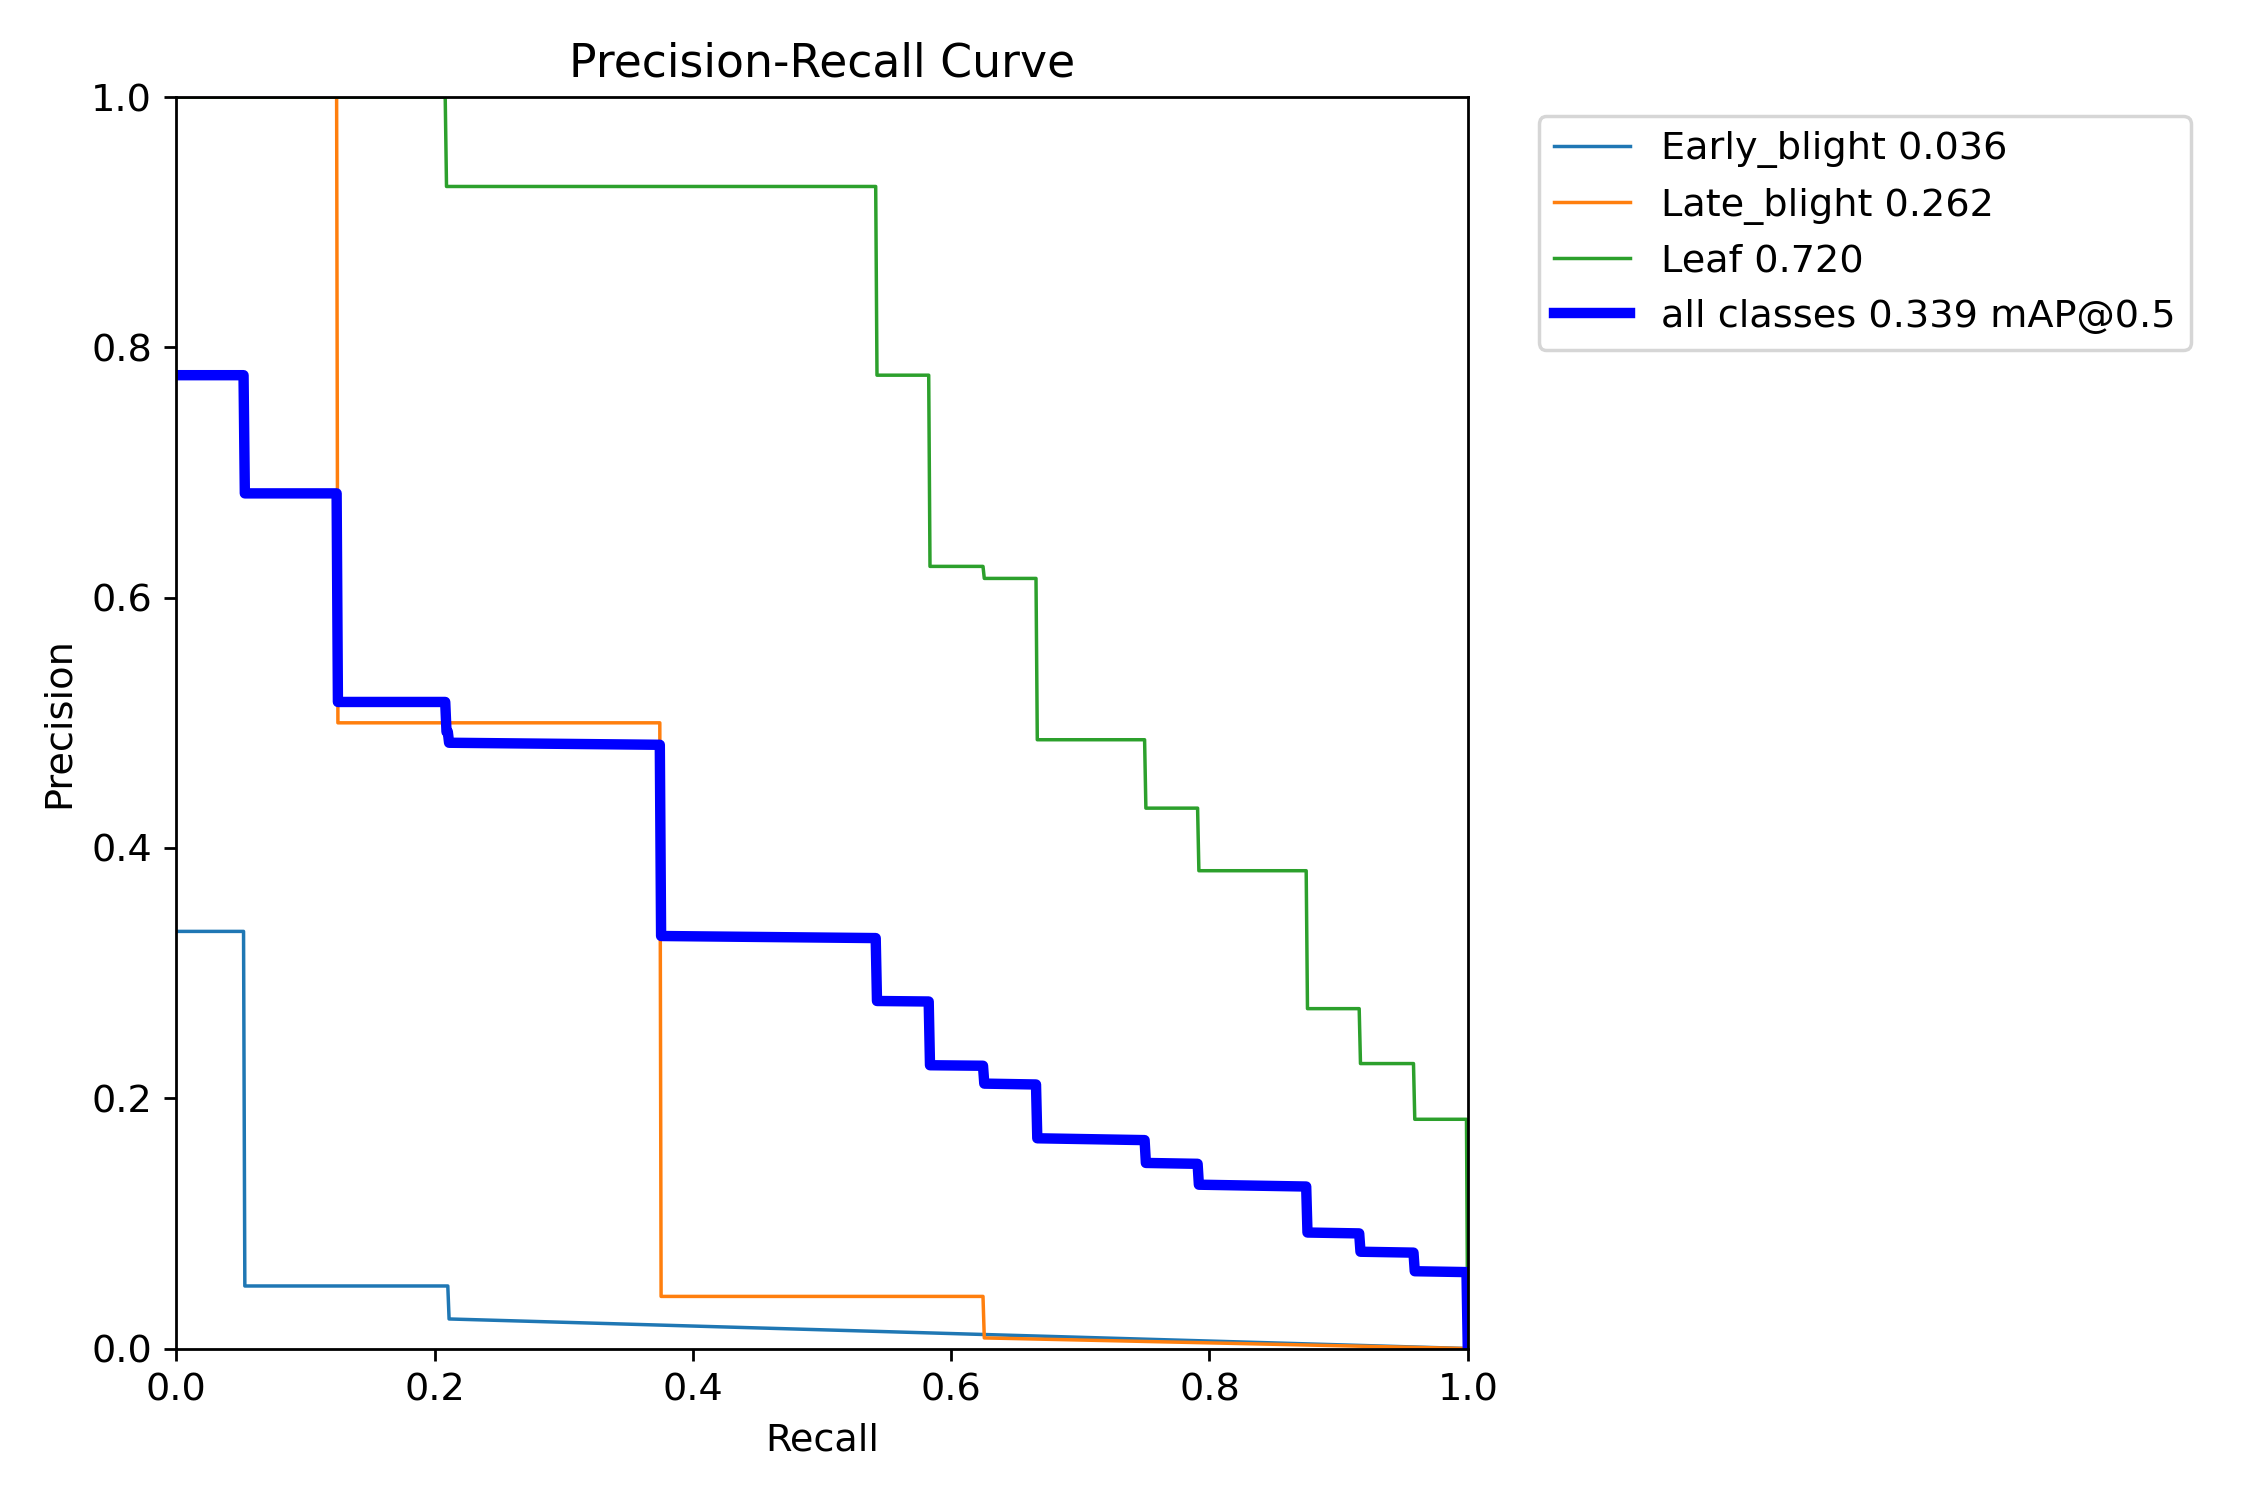 Precision-Recall Curve
1.0
0.8
0.6
0.4
0.2
0.0
Precision
0.0 0.2 0.4 0.6 0.8 1.0
Recall
Early_blight 0.036
Late_blight 0.262
Leaf 0.720
all classes 0.339 mAP@0.5